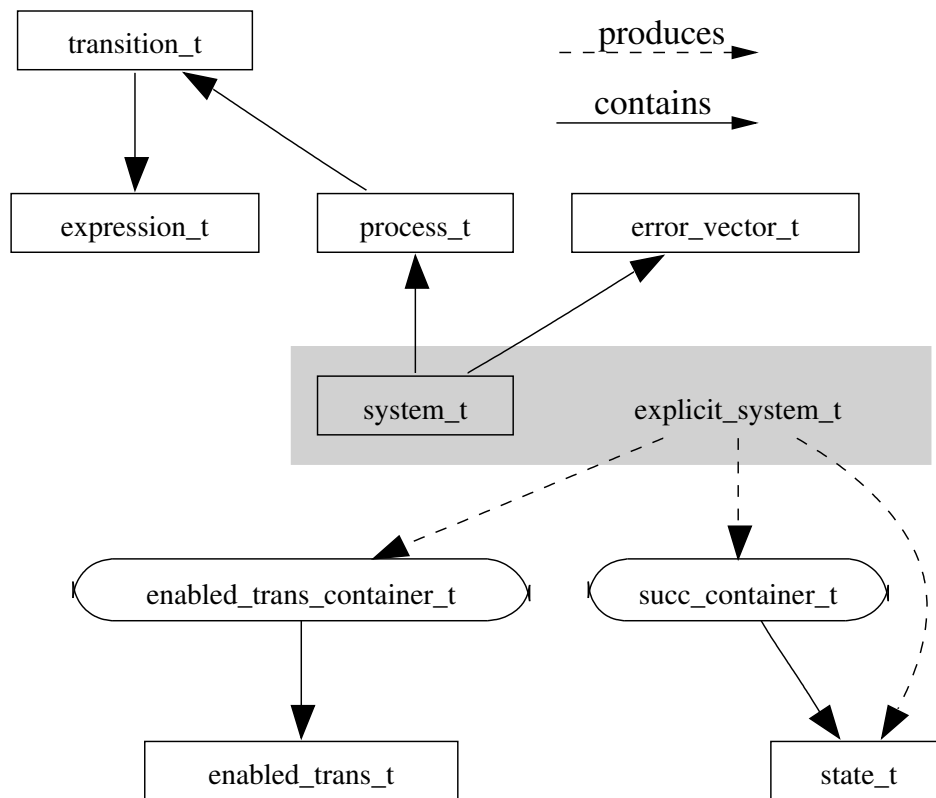 transition_t
produces
contains
expression_t
process_t
error_vector_t
system_t
explicit_system_t
enabled_trans_container_t
succ_container_t
enabled_trans_t
state_t